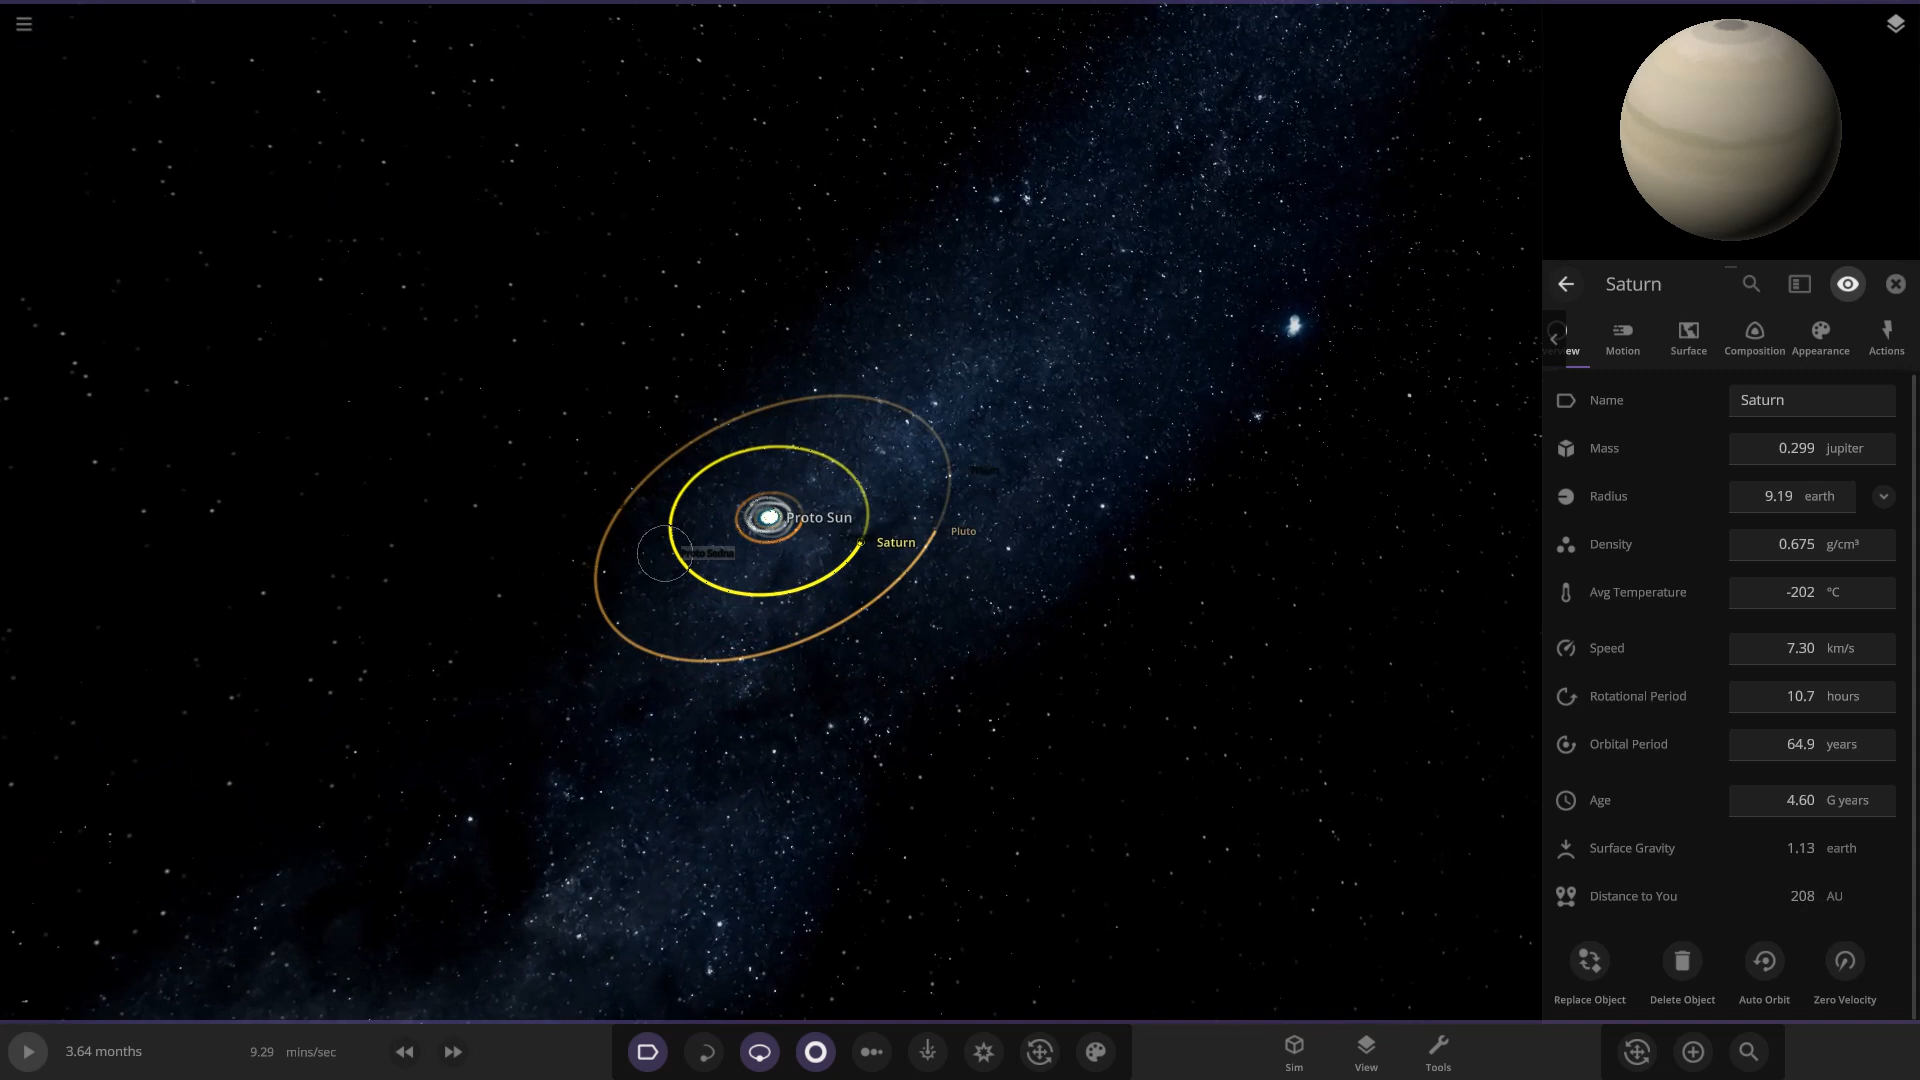 Proto Sun
Saturn
Pluto
Proto Sedna
Saturn
Motion
Surface
Composition
Appearance
Actions
Name Saturn
Mass 0.299 jupiter
Radius 9.19 earth
Density 0.675 g/cm³
Avg Temperature -202 °C
Speed 7.30 km/s
Rotational Period 10.7 hours
Orbital Period 64.9 years
Age 4.60 G years
Surface Gravity 1.13 earth
Distance to You 208 AU
Replace Object
Delete Object
Auto Orbit
Zero Velocity
3.64 months
9.29 mins/sec
Sim
View
Tools